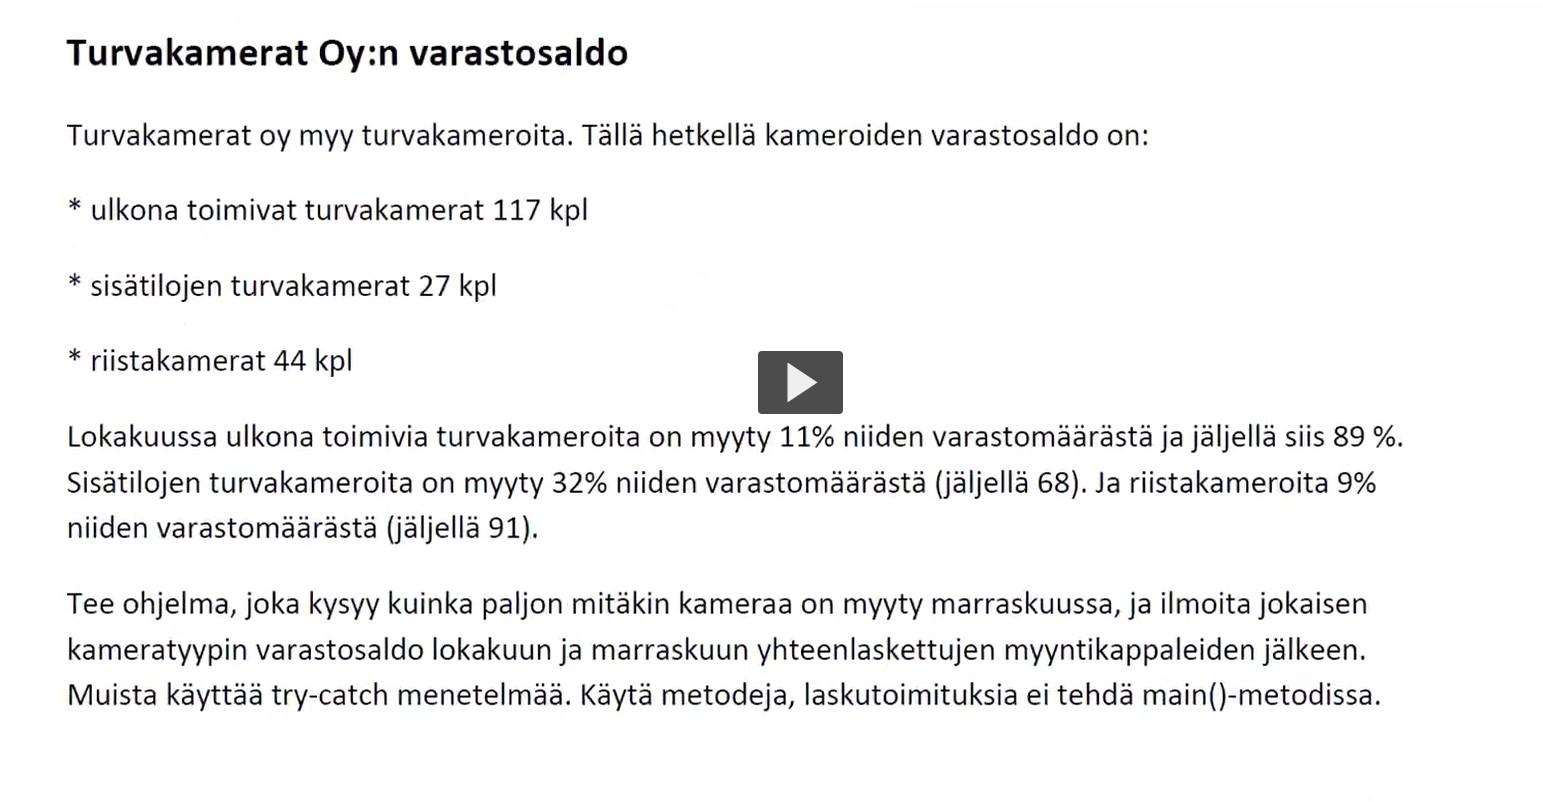 Turvakamerat Oy:n varastosaldo
Turvakamerat oy myy turvakameroita. Tällä hetkellä kameroiden varastosaldo on:
* ulkona toimivat turvakamerat 117 kpl
* sisätilojen turvakamerat 27 kpl
* riistakamerat 44 kpl
Lokakuussa ulkona toimivia turvakameroita on myyty 11% niiden varastomäärästä ja jäljellä siis 89 %.
Sisätilojen turvakameroita on myyty 32% niiden varastomäärästä (jäljellä 68). Ja riistakameroita 9%
niiden varastomäärästä (jäljellä 91).
Tee ohjelma, joka kysyy kuinka paljon mitäkin kameraa on myyty marraskuussa, ja ilmoita jokaisen
kameratyypin varastosaldo lokakuun ja marraskuun yhteenlaskettujen myyntikappaleiden jälkeen.
Muista käyttää try-catch menetelmää. Käytä metodeja, laskutoimituksia ei tehdä main()-metodissa.